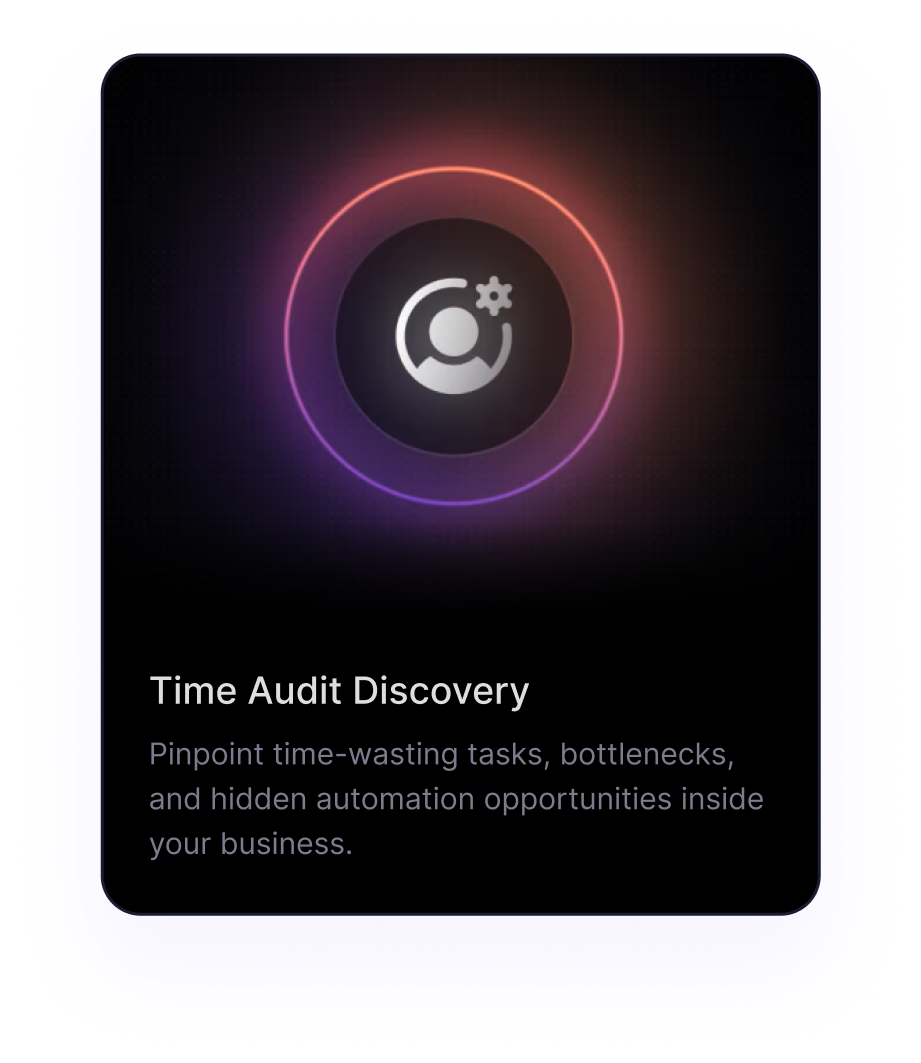 Time Audit Discovery
Pinpoint time-wasting tasks, bottlenecks,
and hidden automation opportunities inside
your business.